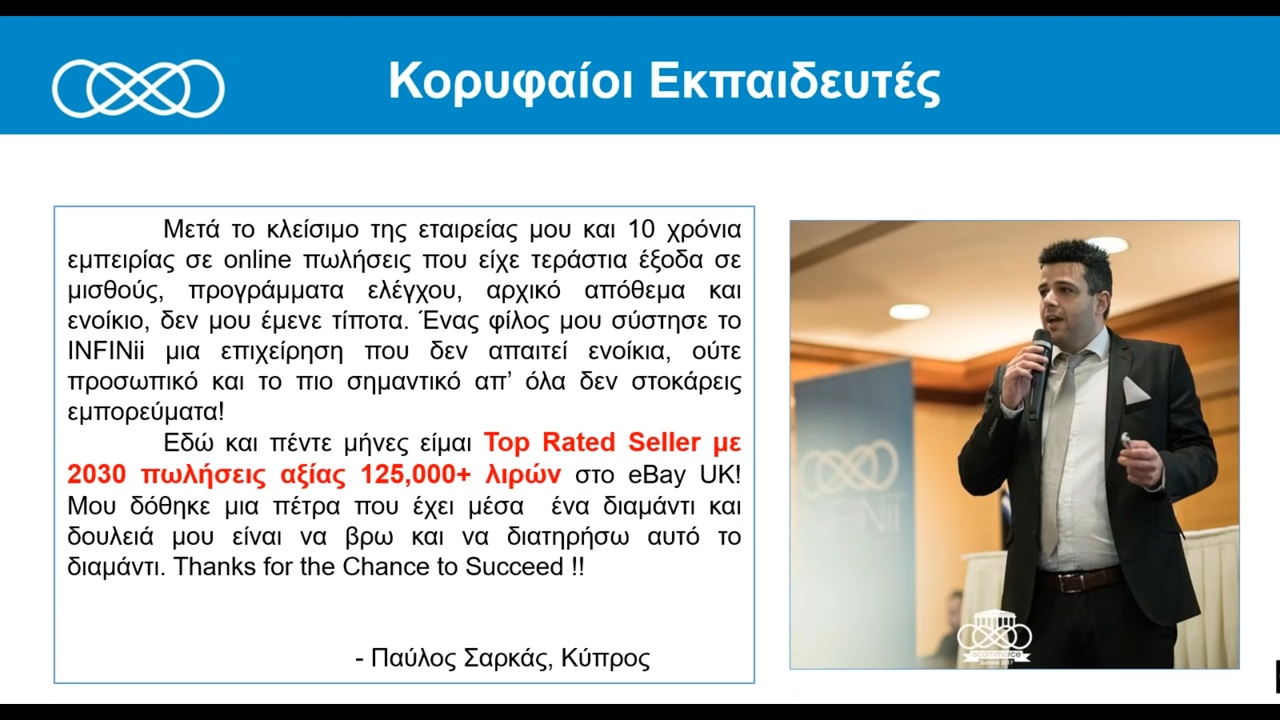 Κορυφαίοι Εκπαιδευτές
Μετά το κλείσιμο της εταιρείας μου και 10 χρόνια
εμπειρίας σε online πωλήσεις που είχε τεράστια έξοδα σε
μισθούς, προγράμματα ελέγχου, αρχικό απόθεμα και
ενοίκιο, δεν μου έμενε τίποτα. Ένας φίλος μου σύστησε το
INFINii μια επιχείρηση που δεν απαιτεί ενοίκια, ούτε
προσωπικό και το πιο σημαντικό απ’ όλα δεν στοκάρεις
εμπορεύματα!
Εδώ και πέντε μήνες είμαι Top Rated Seller με
2030 πωλήσεις αξίας 125,000+ λιρών στο eBay UK!
Μου δόθηκε μια πέτρα που έχει μέσα ένα διαμάντι και
δουλειά μου είναι να βρω και να διατηρήσω αυτό το
διαμάντι. Thanks for the Chance to Succeed !!
- Παύλος Σαρκάς, Κύπρος
ecommerce
Summit 2017